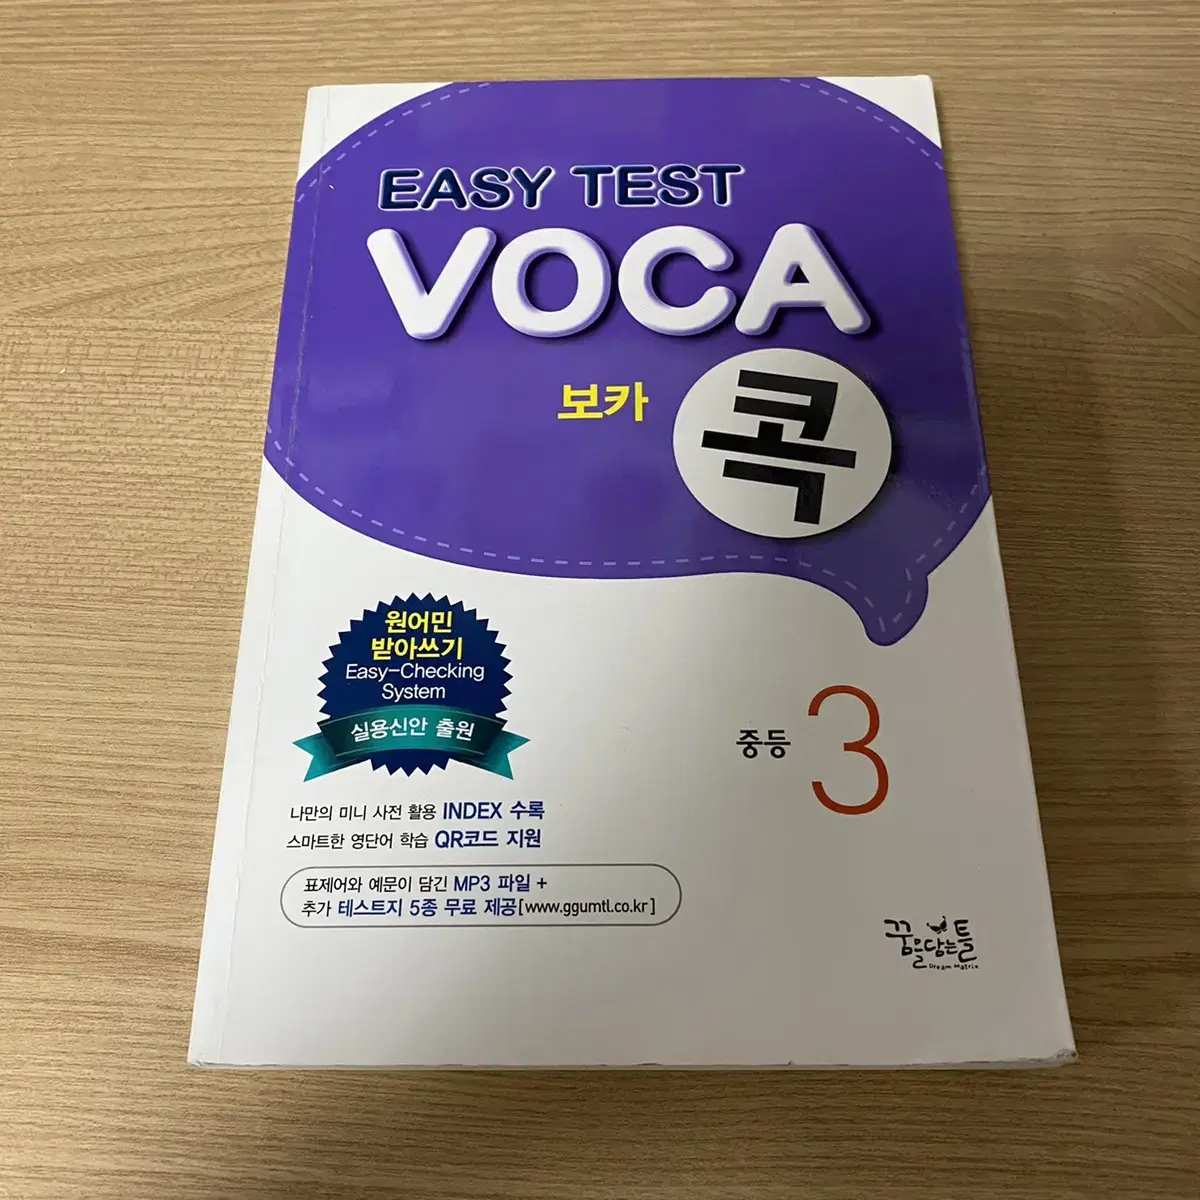 EASY TEST
VOCA
보카
콕
원어민
받아쓰기
Easy-Checking
System
실용신안 출원
중등 3
나만의 미니 사전 활용 INDEX 수록
스마트한 영단어 학습 QR코드 지원
표제어와 예문이 담긴 MP3 파일 +
추가 테스트지 5종 무료 제공[www.ggumtl.co.kr]
꿈을담는틀
Dream Matrix